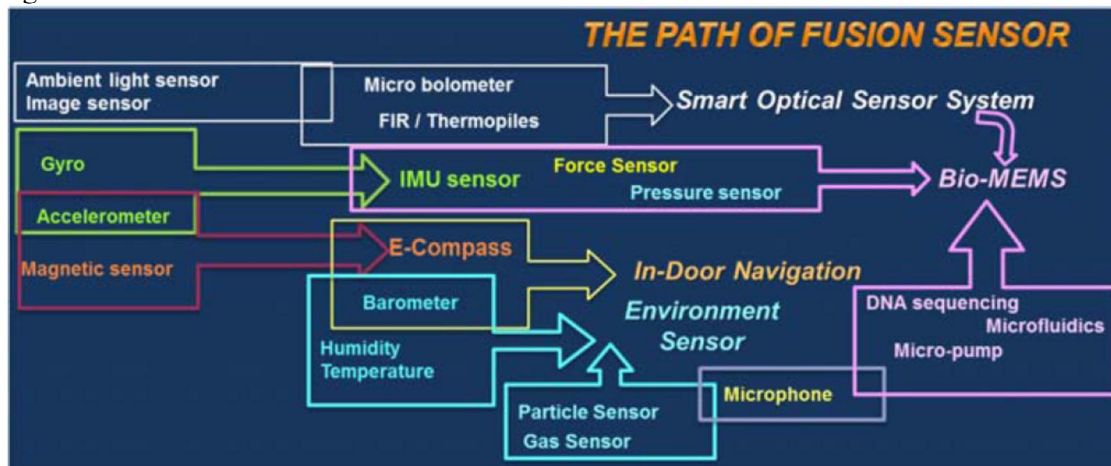 THE PATH OF FUSION SENSOR
Ambient light sensor
Image sensor
Micro bolometer
FIR / Thermopiles
Smart Optical Sensor System
Gyro
IMU sensor
Force Sensor
Pressure sensor
Bio-MEMS
Accelerometer
Magnetic sensor
E-Compass
In-Door Navigation
Barometer
Environment
Sensor
Humidity
Temperature
DNA sequencing
Microfluidics
Micro-pump
Particle Sensor
Gas Sensor
Microphone